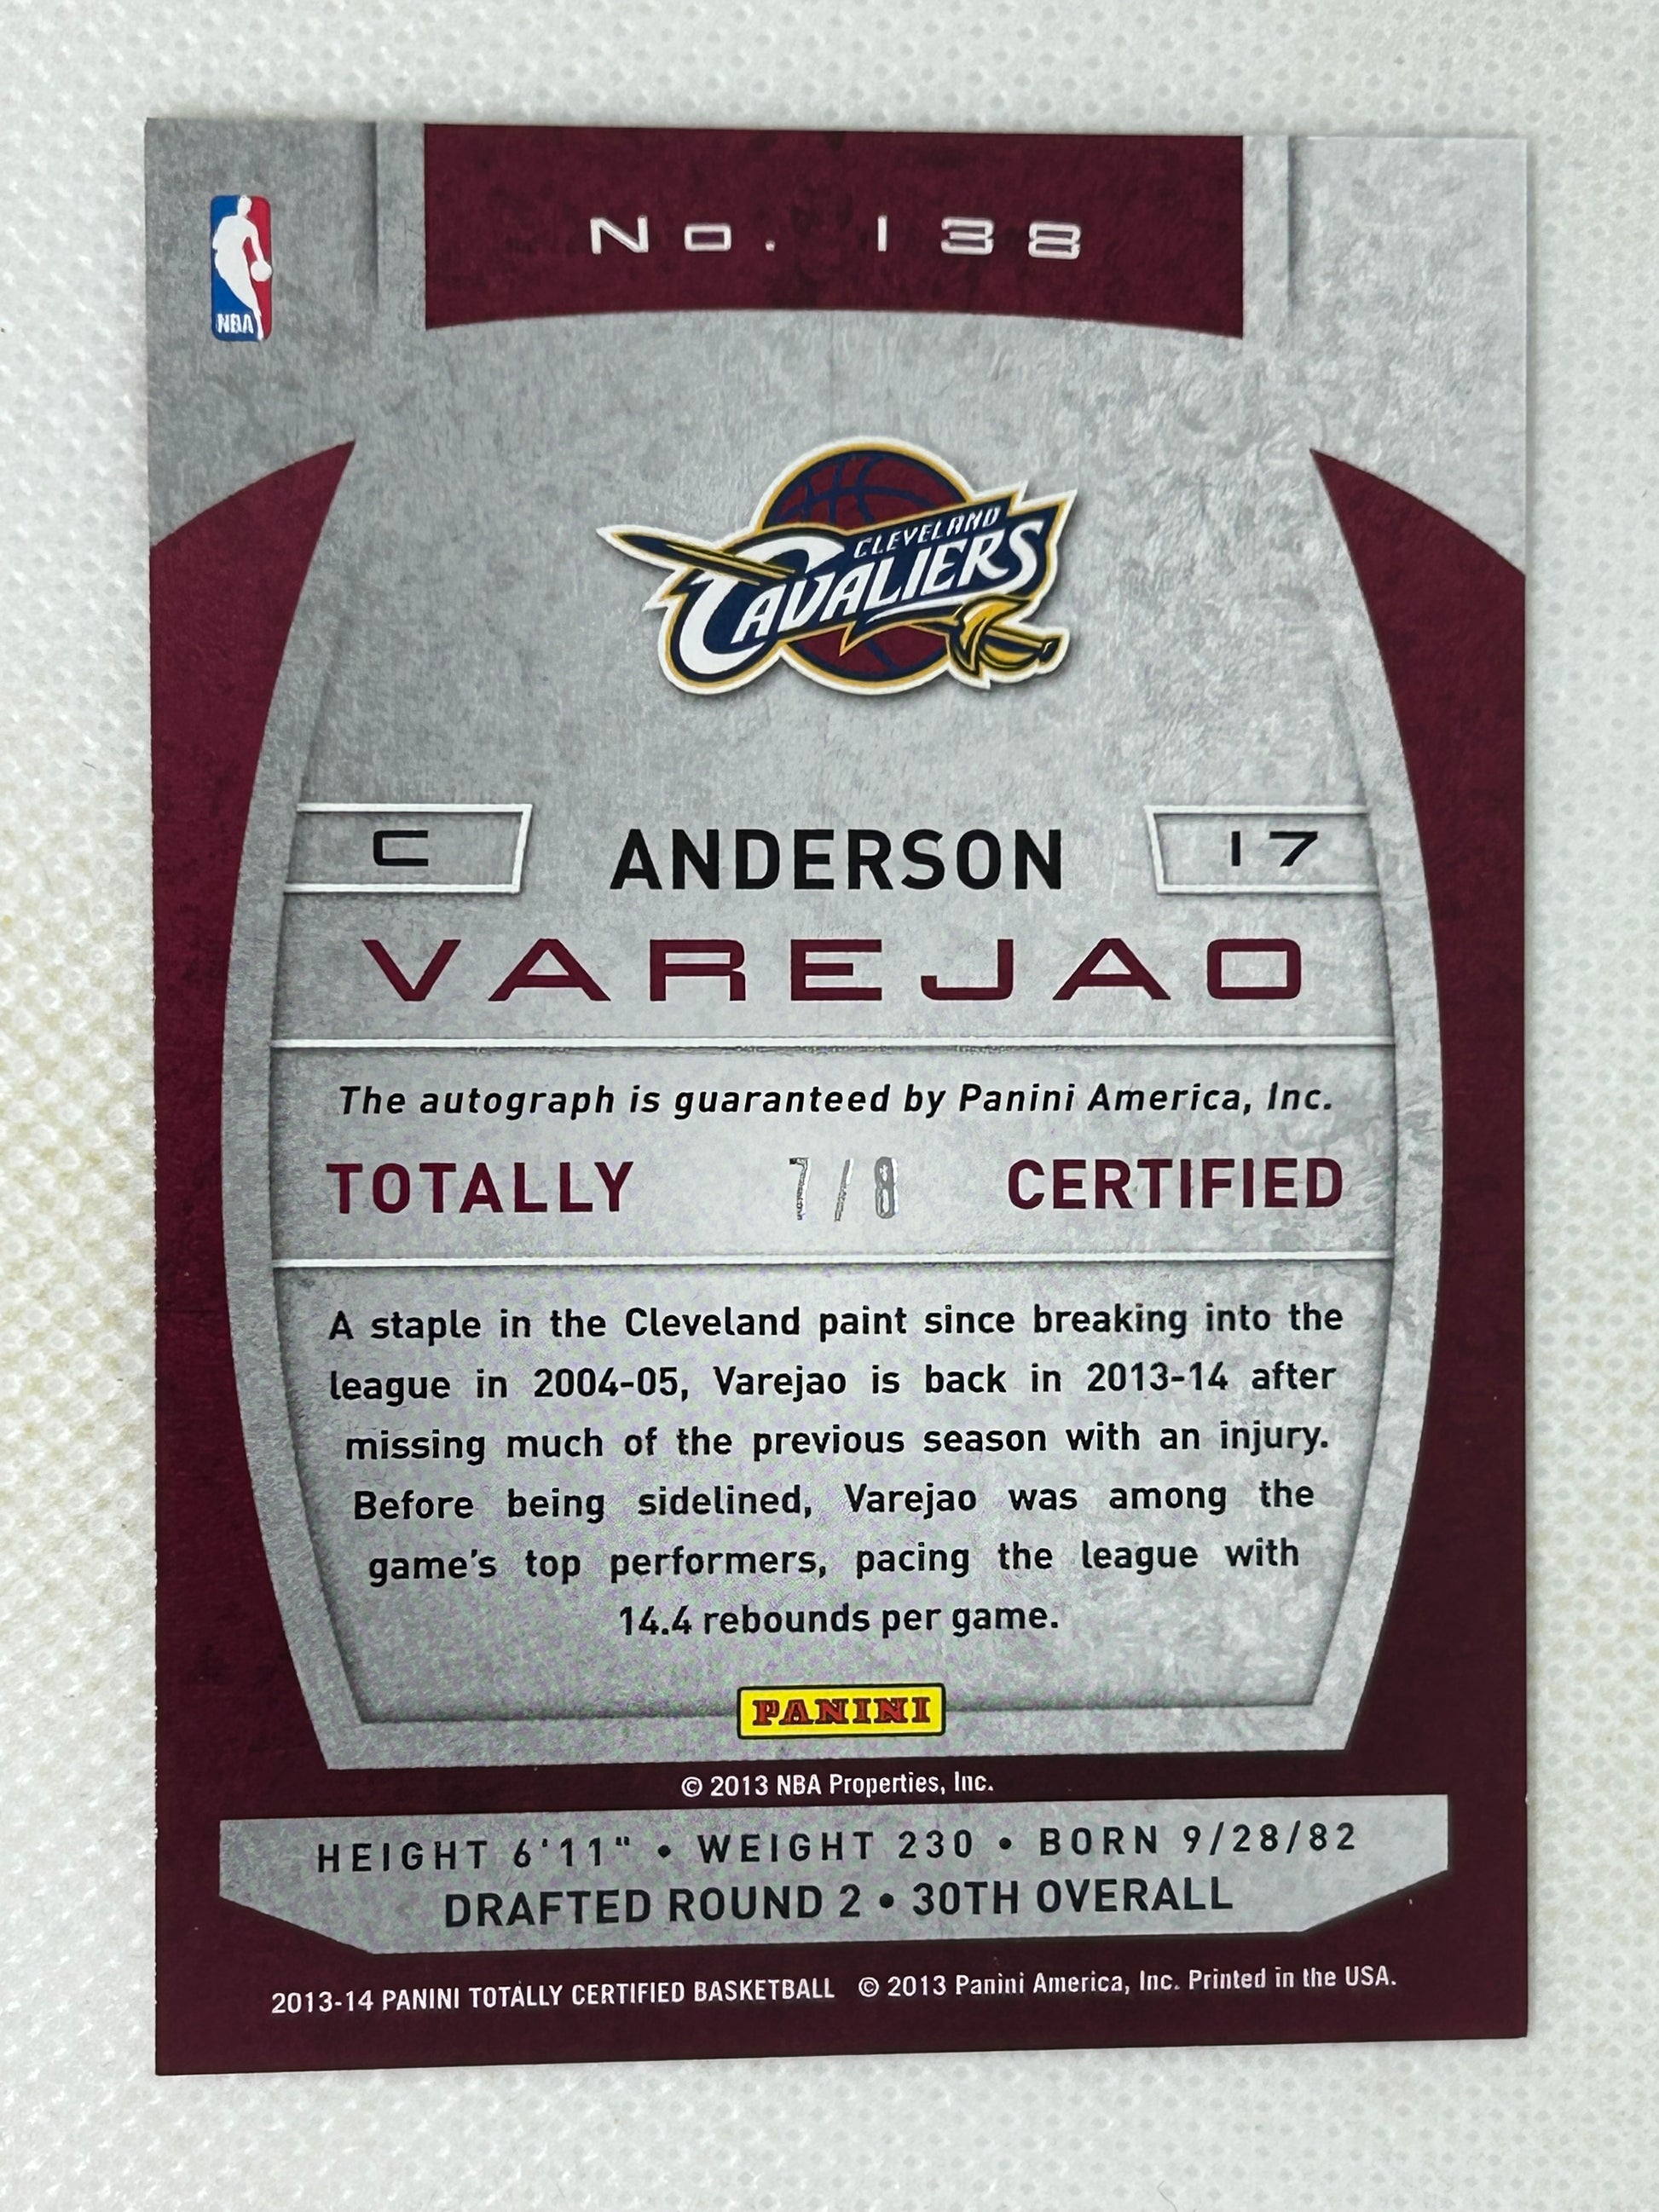 No. 138
NBA
CLEVELAND
CAVALIERS
C
ANDERSON
17
VAREJAO
The autograph is guaranteed by Panini America, Inc.
TOTALLY 7/8 CERTIFIED
A staple in the Cleveland paint since breaking into the
league in 2004-05, Varejao is back in 2013-14 after
missing much of the previous season with an injury.
Before being sidelined, Varejao was among the
game's top performers, pacing the league with
14.4 rebounds per game.
PANINI
© 2013 NBA Properties, Inc.
HEIGHT 6'11" • WEIGHT 230 • BORN 9/28/82
DRAFTED ROUND 2 • 30TH OVERALL
2013-14 PANINI TOTALLY CERTIFIED BASKETBALL © 2013 Panini America, Inc. Printed in the USA.